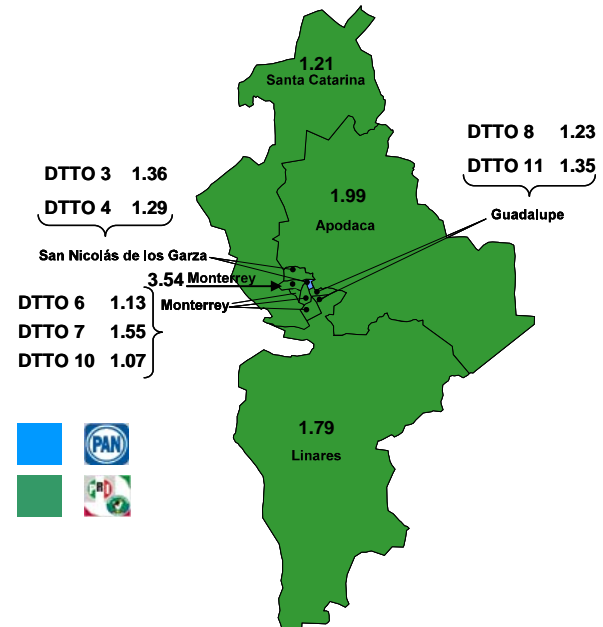 1.21
Santa Catarina
DTTO 8 1.23
DTTO 11 1.35
Guadalupe
DTTO 3 1.36
DTTO 4 1.29
San Nicolás de los Garza
1.99
Apodaca
3.54 Monterrey
Monterrey
DTTO 6 1.13
DTTO 7 1.55
DTTO 10 1.07
1.79
Linares
PAN
PRI